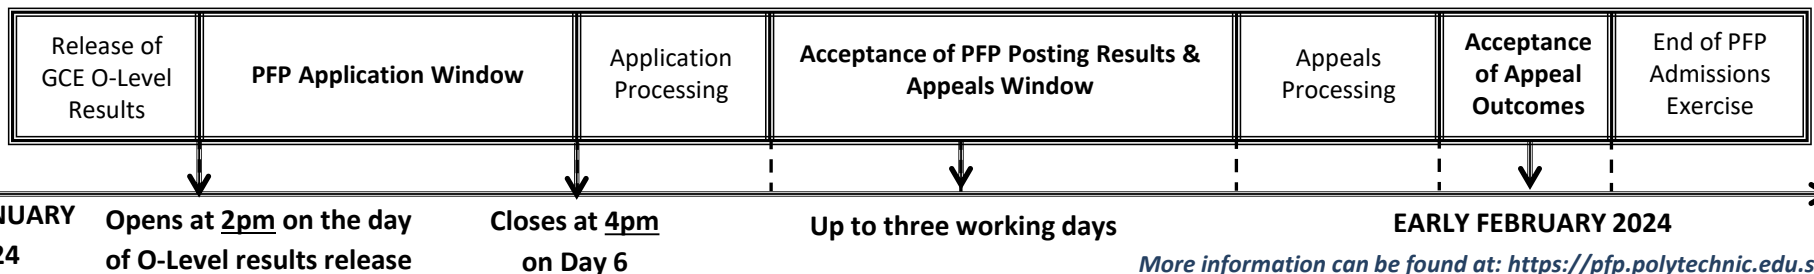 Release of
GCE O-Level
Results
PFP Application Window
Application
Processing
Acceptance of PFP Posting Results &
Appeals Window
Appeals
Processing
Acceptance
of Appeal
Outcomes
End of PFP
Admissions
Exercise
Opens at 2pm on the day
of O-Level results release
Closes at 4pm
on Day 6
Up to three working days
EARLY FEBRUARY 2024
More information can be found at: https://pfp.polytechnic.edu.s